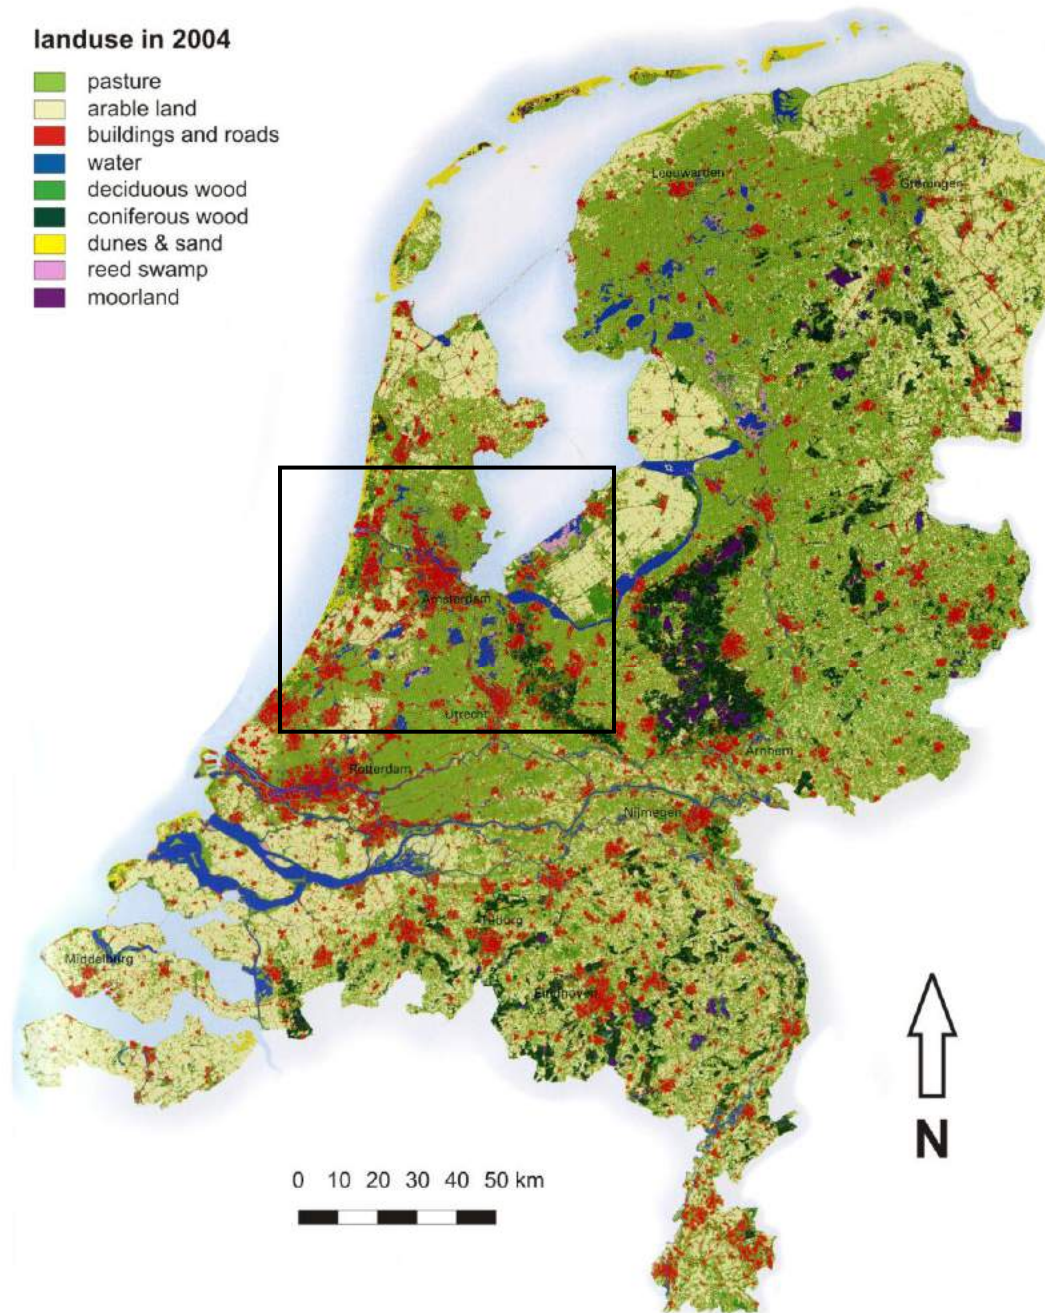 landuse in 2004
pasture
arable land
buildings and roads
water
deciduous wood
coniferous wood
dunes & sand
reed swamp
moorland
Leeuwarden
Groningen
Amsterdam
Utrecht
Arnhem
Rotterdam
Nijmegen
Tilburg
Middelburg
Eindhoven
N
0 10 20 30 40 50 km